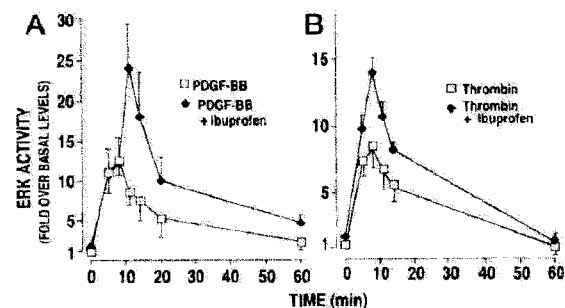 A
B
ERK ACTIVITY
(FOLD OVER BASAL LEVELS)
30
25
20
15
10
5
1
PDGF-BB
PDGF-BB
+ Ibuprofen
0 10 20 30 40 50 60
15
10
5
1
Thrombin
Thrombin
+ Ibuprofen
0 10 20 30 40 50 60
TIME (min)